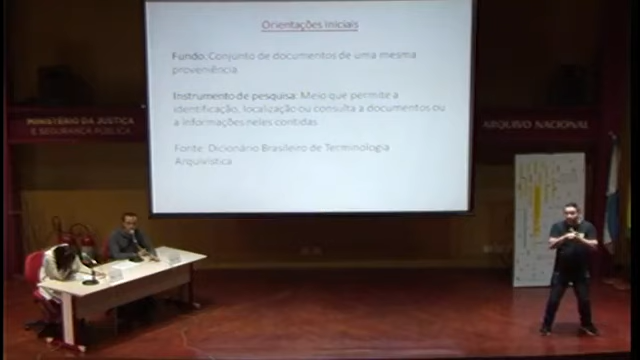 Orientações Iniciais
Fundo: Conjunto de documentos de uma mesma
proveniência.
Instrumento de pesquisa: Meio que permite a
identificação, localização ou consulta a documentos ou
a informações neles contidas.
Fonte: Dicionário Brasileiro de Terminologia
Arquivística
MINISTÉRIO DA JUSTIÇA
E SEGURANÇA PÚBLICA
ARQUIVO NACIONAL